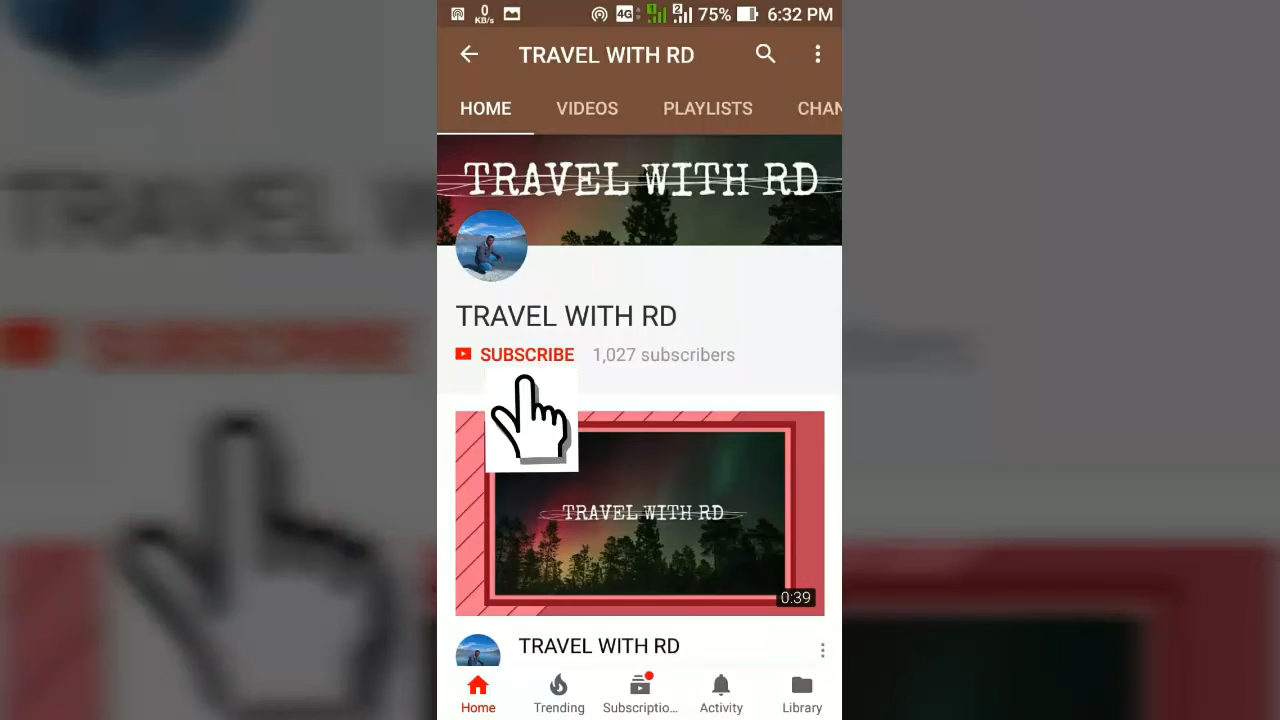 0
KB/s
4G
1
2
75%
6:32 PM
TRAVEL WITH RD
HOME
VIDEOS
PLAYLISTS
CHAN
TRAVEL WITH RD
TRAVEL WITH RD
SUBSCRIBE
1,027 subscribers
TRAVEL WITH RD
0:39
TRAVEL WITH RD
Home
Trending
Subscriptio...
Activity
Library